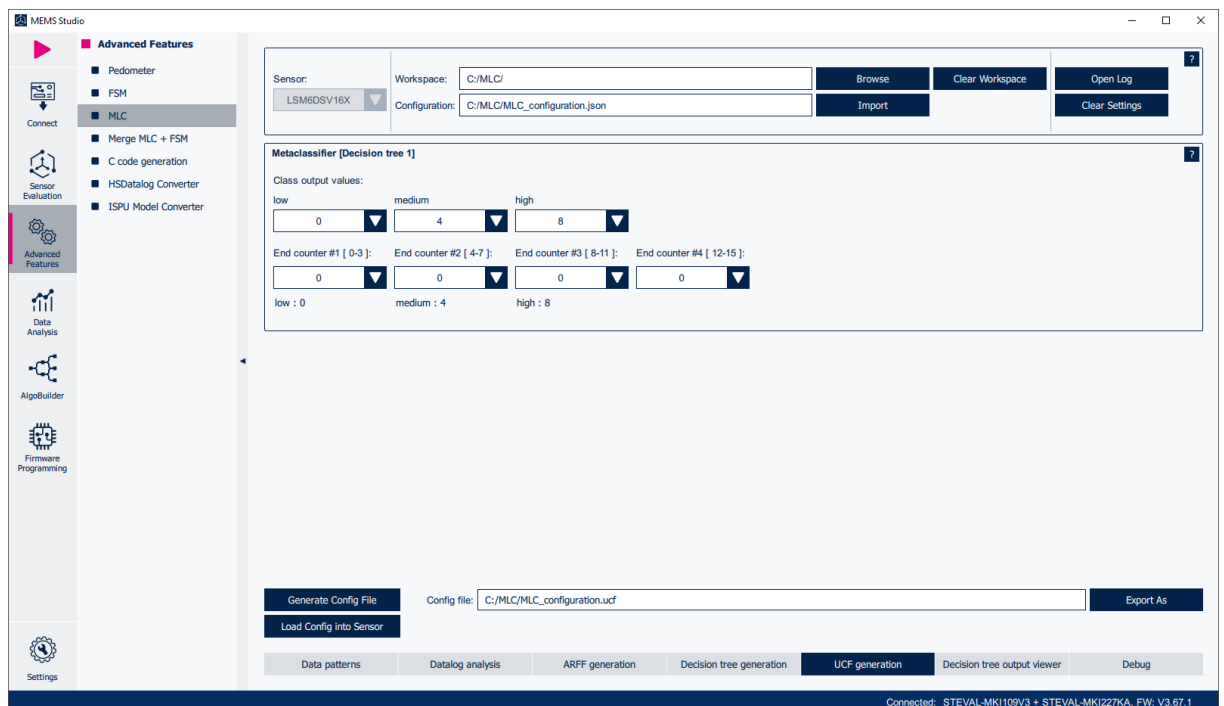 MEMS Studio
Advanced Features
Pedometer
FSM
MLC
Merge MLC + FSM
C code generation
HSDatalog Converter
ISPU Model Converter
Connect
Sensor
Evaluation
Advanced
Features
Data
Analysis
AlgoBuilder
Firmware
Programming
Settings
?
Sensor:
LSM6DSV16X
Workspace: C:/MLC/ Browse Clear Workspace Open Log
Configuration: C:/MLC/MLC_configuration.json Import Clear Settings
Metaclassifier [Decision tree 1] ?
Class output values:
low medium high
0 4 8
End counter #1 [ 0-3 ]: End counter #2 [ 4-7 ]: End counter #3 [ 8-11 ]: End counter #4 [ 12-15 ]:
0 0 0 0
low : 0 medium : 4 high : 8
Generate Config File Config file: C:/MLC/MLC_configuration.ucf Export As
Load Config into Sensor
Data patterns Datalog analysis ARFF generation Decision tree generation UCF generation Decision tree output viewer Debug
Connected: STEVAL-MKI109V3 + STEVAL-MKI227KA, FW: V3.67.1